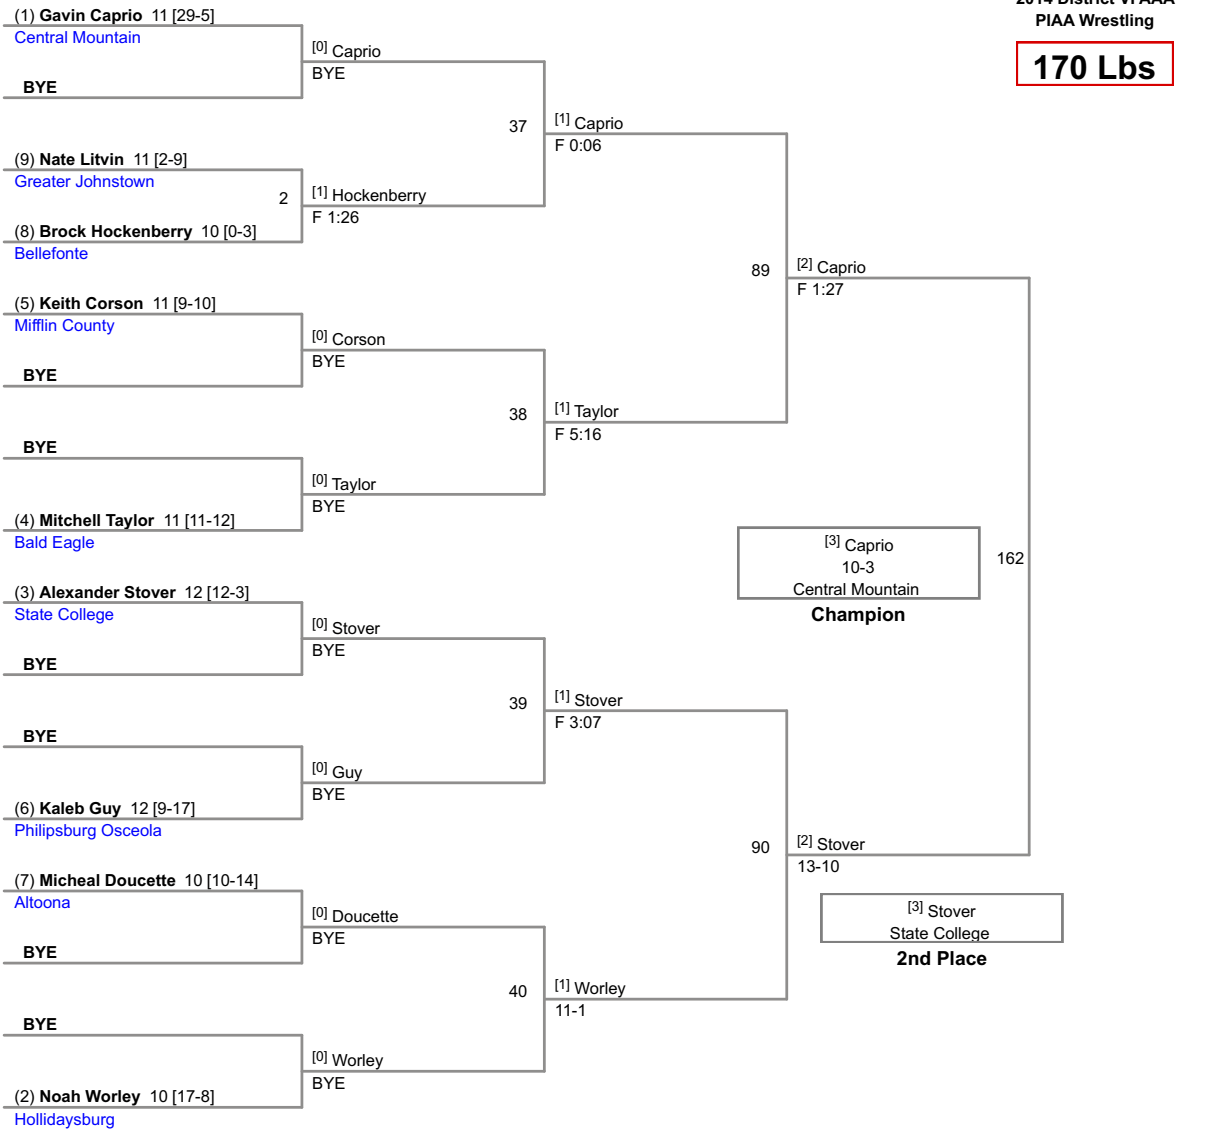 2014 District VI AAA
PIAA Wrestling
170 Lbs
(1) Gavin Caprio 11 [29-5]
Central Mountain
BYE
[0] Caprio
BYE
37
[1] Caprio
F 0:06
(9) Nate Litvin 11 [2-9]
Greater Johnstown
2
[1] Hockenberry
F 1:26
(8) Brock Hockenberry 10 [0-3]
Bellefonte
89
[2] Caprio
F 1:27
(5) Keith Corson 11 [9-10]
Mifflin County
BYE
[0] Corson
BYE
38
[1] Taylor
F 5:16
BYE
[0] Taylor
BYE
(4) Mitchell Taylor 11 [11-12]
Bald Eagle
[3] Caprio
10-3
Central Mountain
Champion
162
(3) Alexander Stover 12 [12-3]
State College
BYE
[0] Stover
BYE
39
[1] Stover
F 3:07
BYE
[0] Guy
BYE
(6) Kaleb Guy 12 [9-17]
Philipsburg Osceola
90
[2] Stover
13-10
(7) Micheal Doucette 10 [10-14]
Altoona
BYE
[0] Doucette
BYE
[3] Stover
State College
2nd Place
40
[1] Worley
11-1
BYE
[0] Worley
BYE
(2) Noah Worley 10 [17-8]
Hollidaysburg